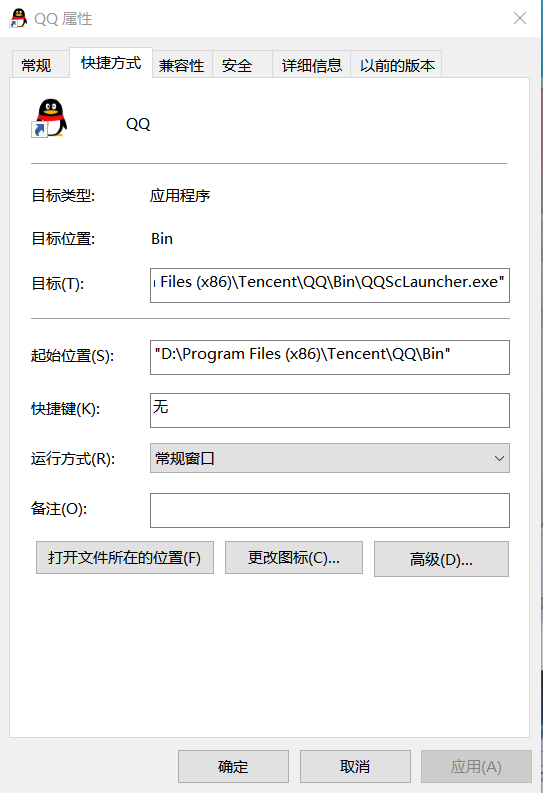 QQ 属性
常规 快捷方式 兼容性 安全 详细信息 以前的版本
QQ
目标类型: 应用程序
目标位置: Bin
目标(T): Files (x86)\Tencent\QQ\Bin\QQScLauncher.exe"
起始位置(S): "D:\Program Files (x86)\Tencent\QQ\Bin"
快捷键(K): 无
运行方式(R): 常规窗口
备注(O):
打开文件所在的位置(F) 更改图标(C)... 高级(D)...
确定 取消 应用(A)